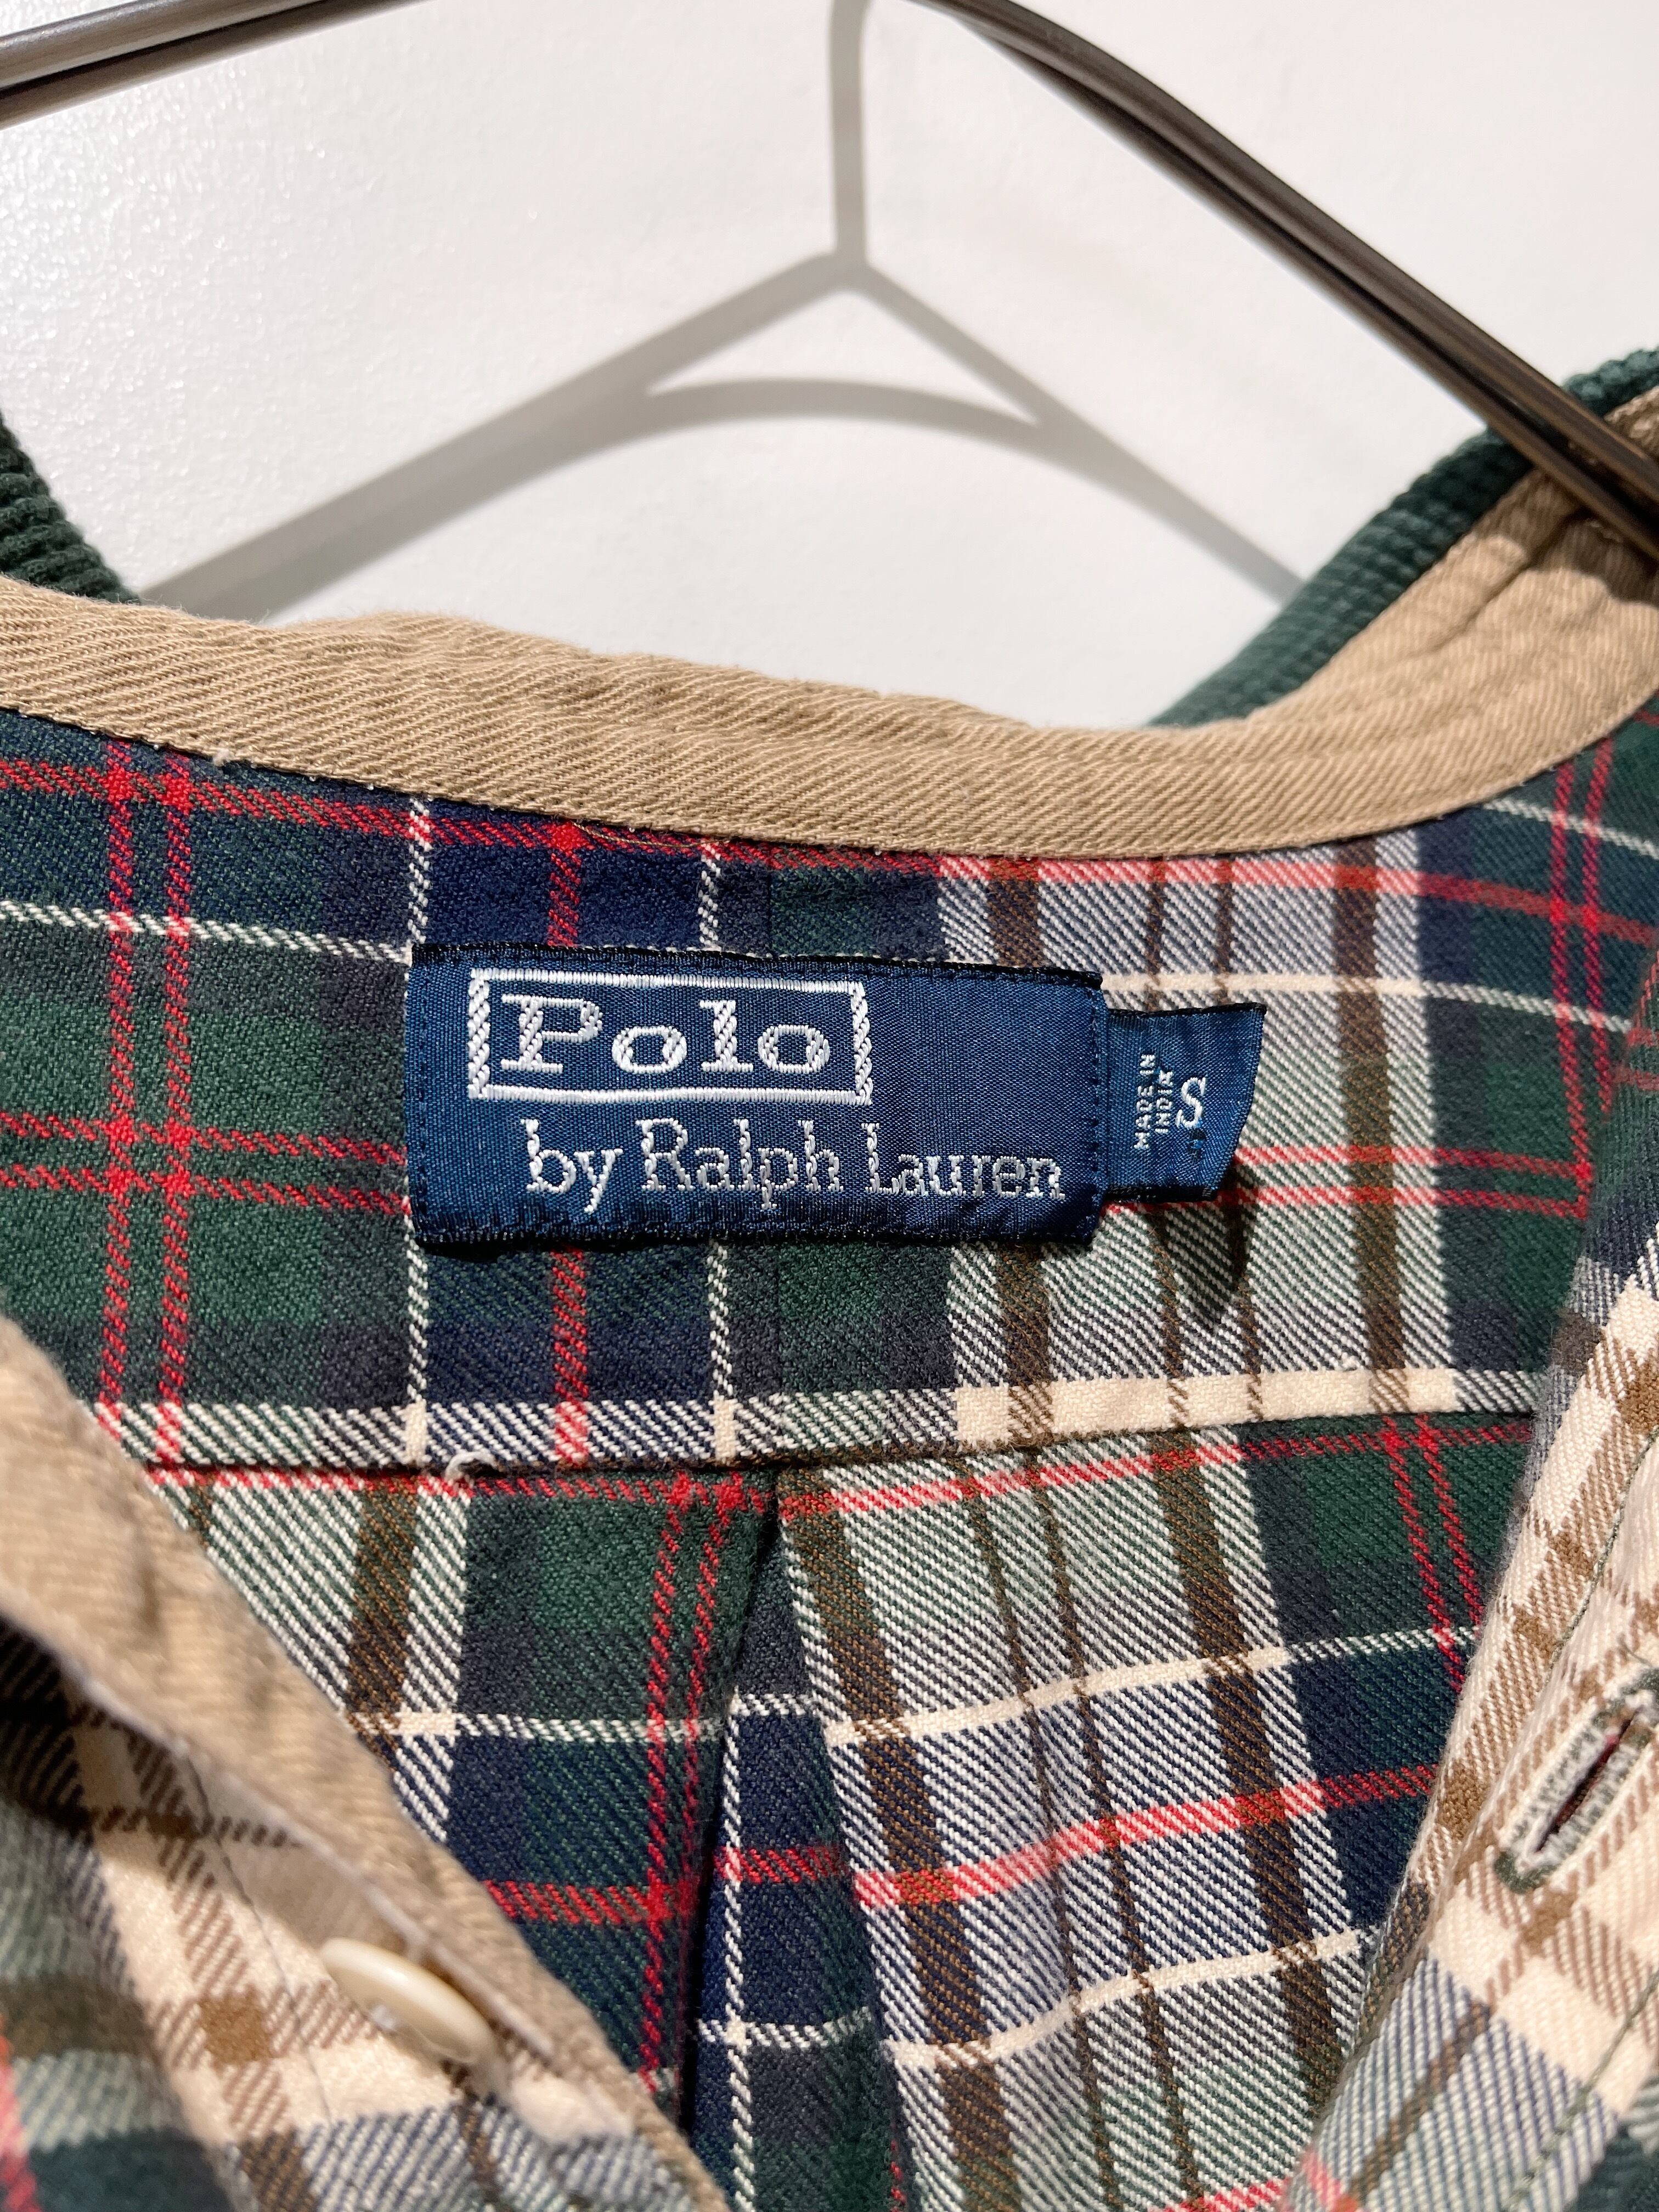 Polo
by Ralph Lauren
MADE IN
INDIA
S